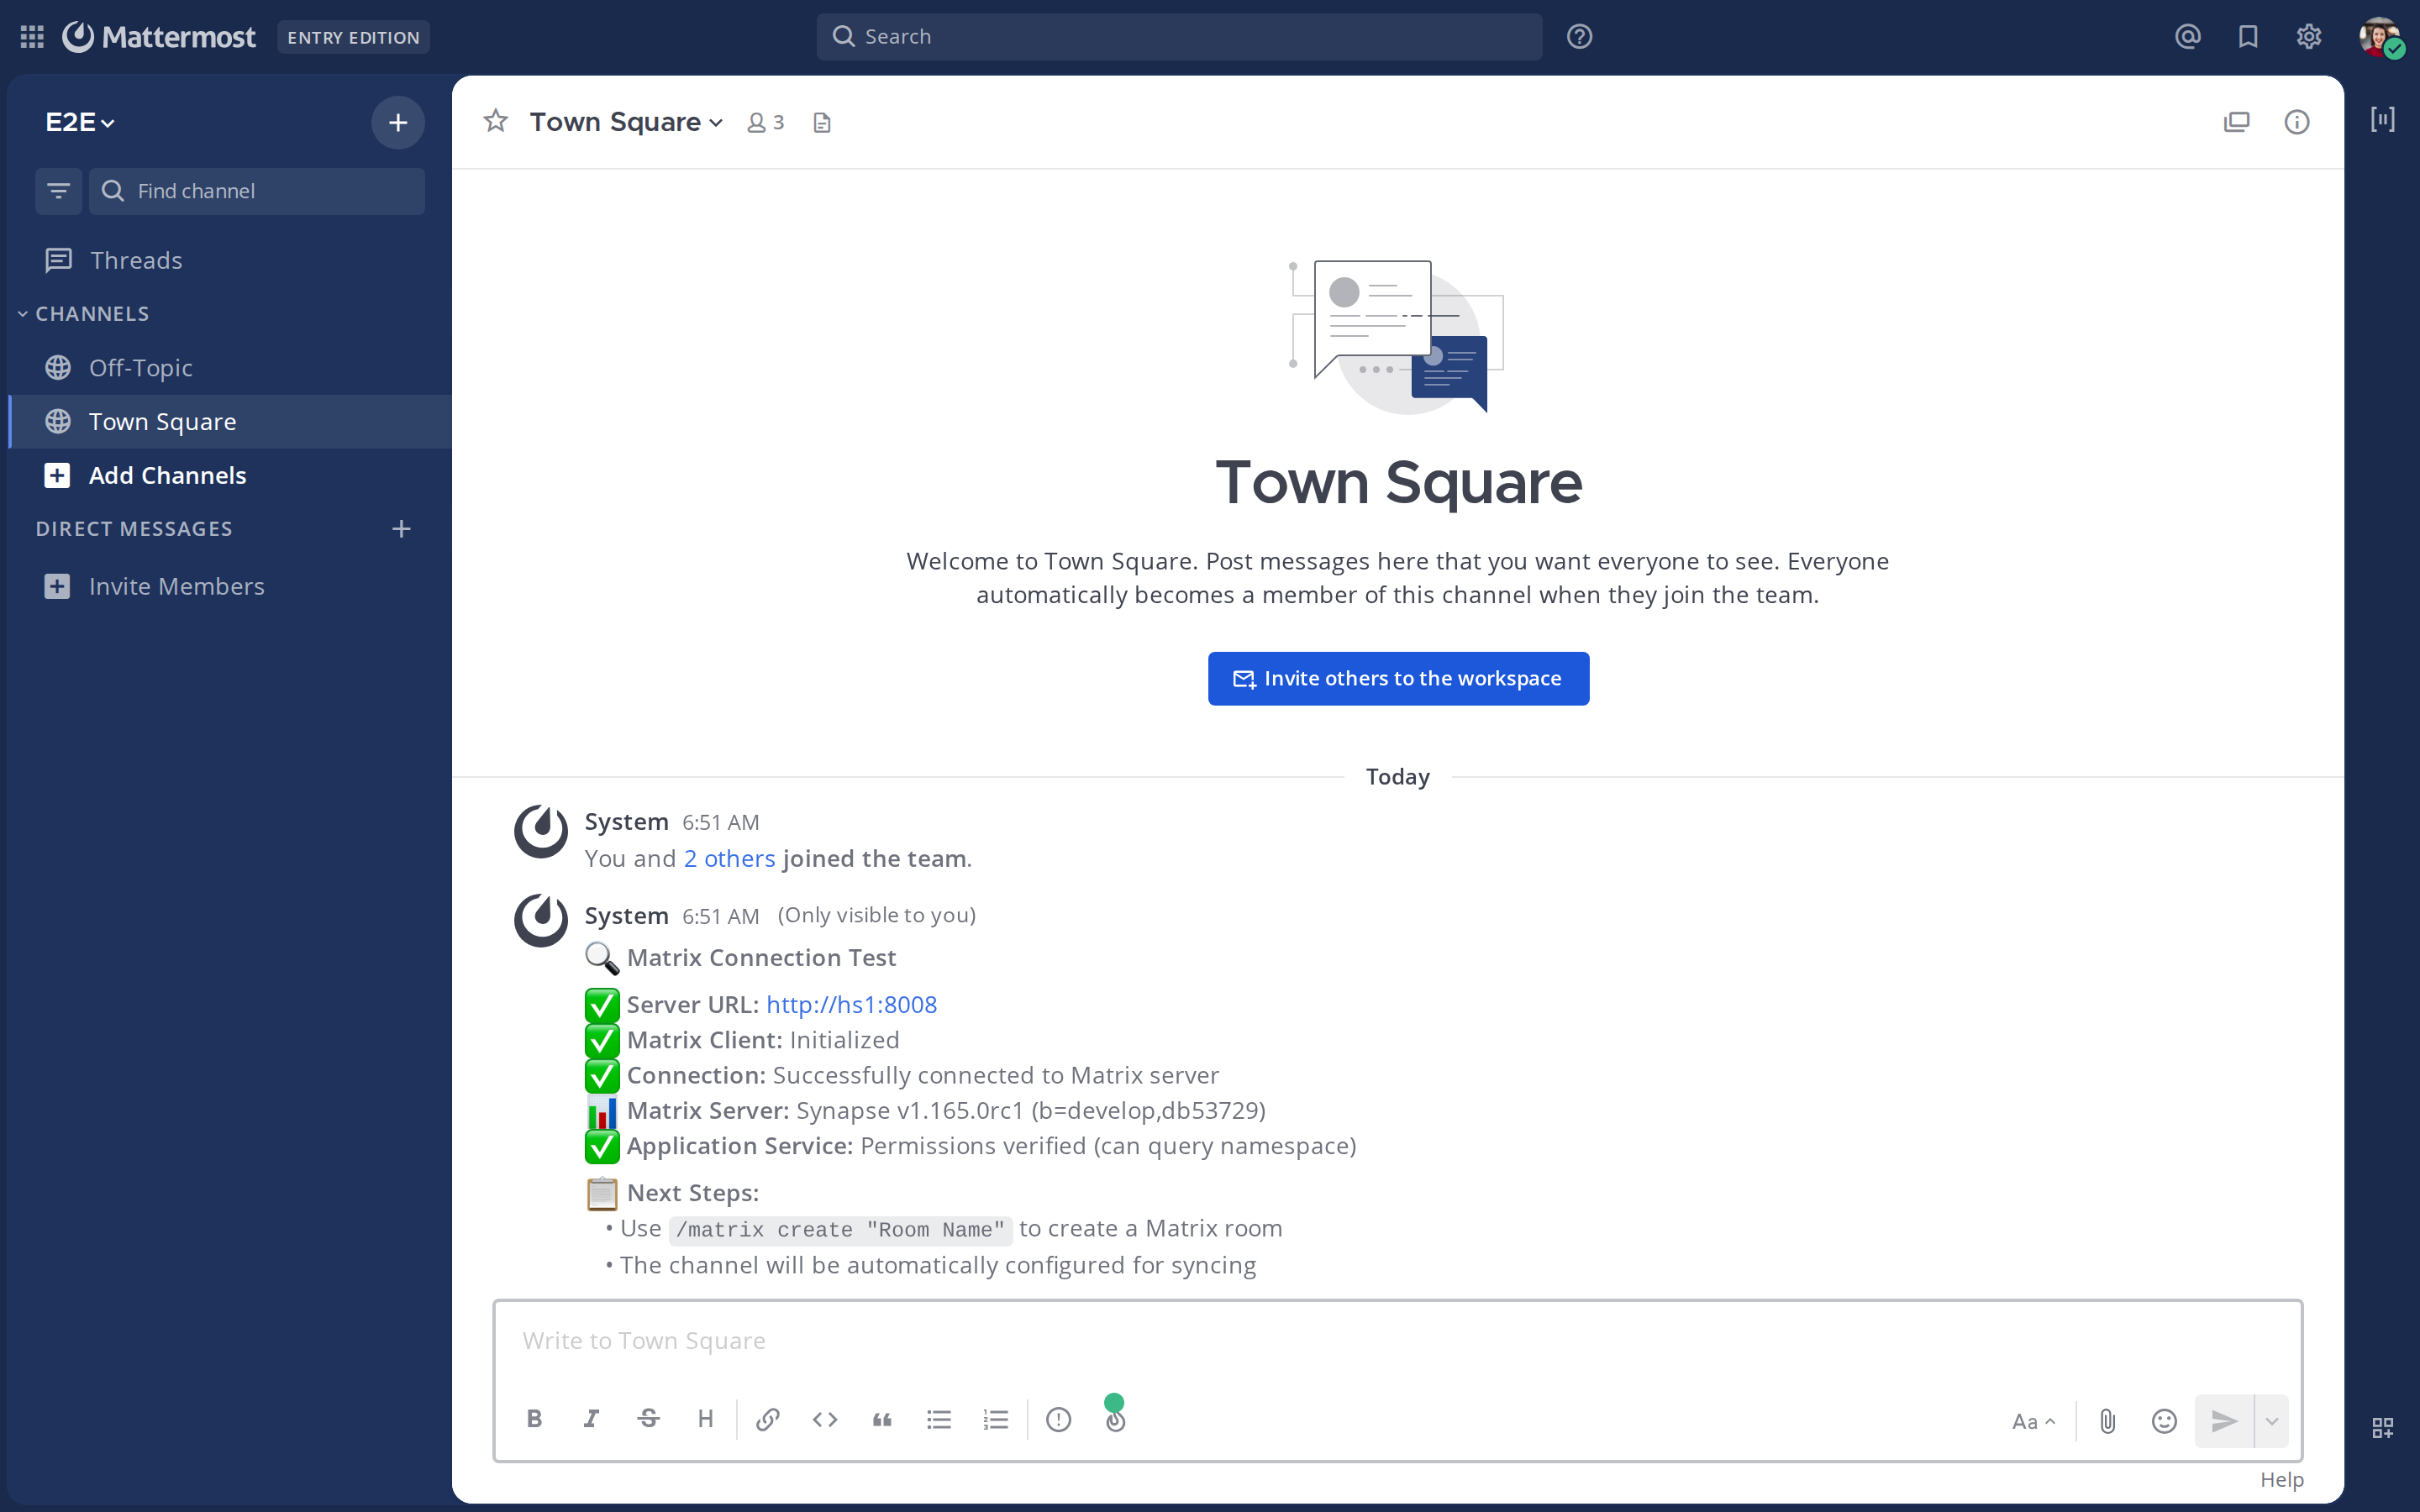 Mattermost
ENTRY EDITION
Search
E2E
Find channel
Threads
CHANNELS
Off-Topic
Town Square
Add Channels
DIRECT MESSAGES
Invite Members
Town Square
3
Town Square
Welcome to Town Square. Post messages here that you want everyone to see. Everyone
automatically becomes a member of this channel when they join the team.
Invite others to the workspace
Today
System 6:51 AM
You and 2 others joined the team.
System 6:51 AM (Only visible to you)
Matrix Connection Test
Server URL: http://hs1:8008
Matrix Client: Initialized
Connection: Successfully connected to Matrix server
Matrix Server: Synapse v1.165.0rc1 (b=develop,db53729)
Application Service: Permissions verified (can query namespace)
Next Steps:
• Use /matrix create "Room Name" to create a Matrix room
• The channel will be automatically configured for syncing
Write to Town Square
B I S H
Aa
Help